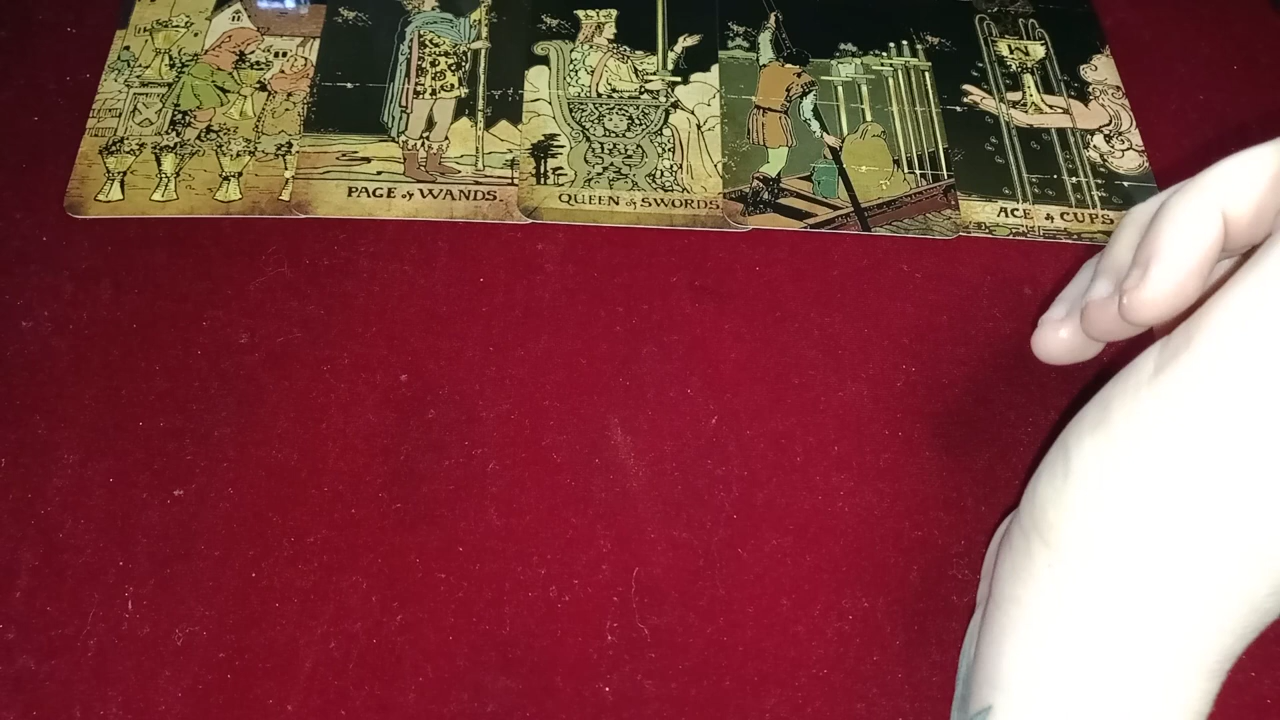 PAGE of WANDS.
QUEEN of SWORDS
ACE of CUPS